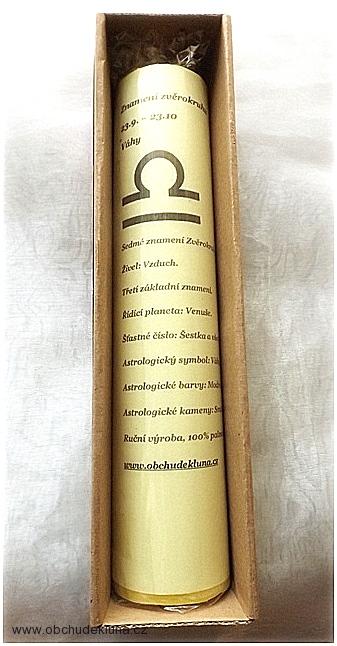 Znamení zvěrokruhu
23.9. – 23.10
Váhy
Sedmé znamení
Živel: Vzduch.
Třetí základní znamení.
Řídící planeta: Venuše.
Šťastné číslo: Šestka a
Astrologický symbol:
Astrologické barvy:
Astrologické kameny:
Ruční výroba, 100%
www.obchudekluna.cz
www.obchudekluna.cz